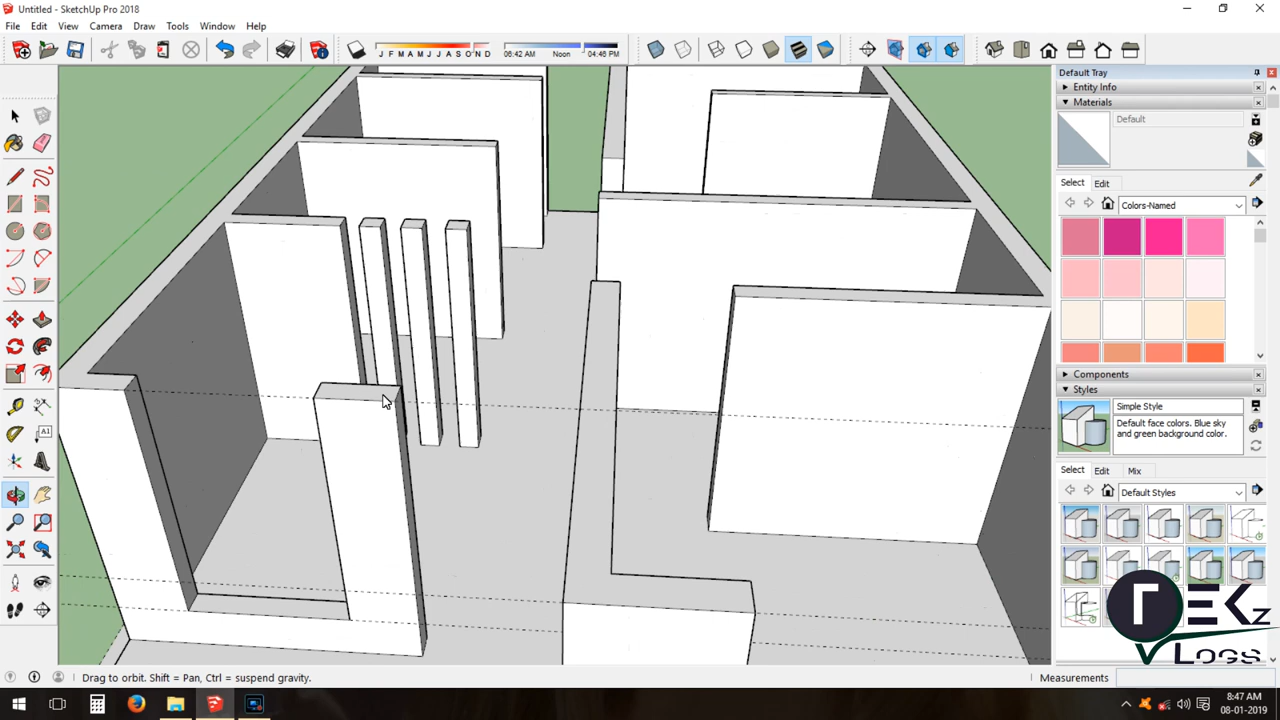 Untitled - SketchUp Pro 2018
File Edit View Camera Draw Tools Window Help
J F M A M J J A S O N D
06:42 AM Noon 04:46 PM
Default Tray
Entity Info
Materials
Default
Select Edit
Colors-Named
Components
Styles
Simple Style
Default face colors. Blue sky and green background color.
Select Edit Mix
Default Styles
A1
TEKz
VLogs
Drag to orbit. Shift = Pan, Ctrl = suspend gravity.
Measurements
8:47 AM
08-01-2019